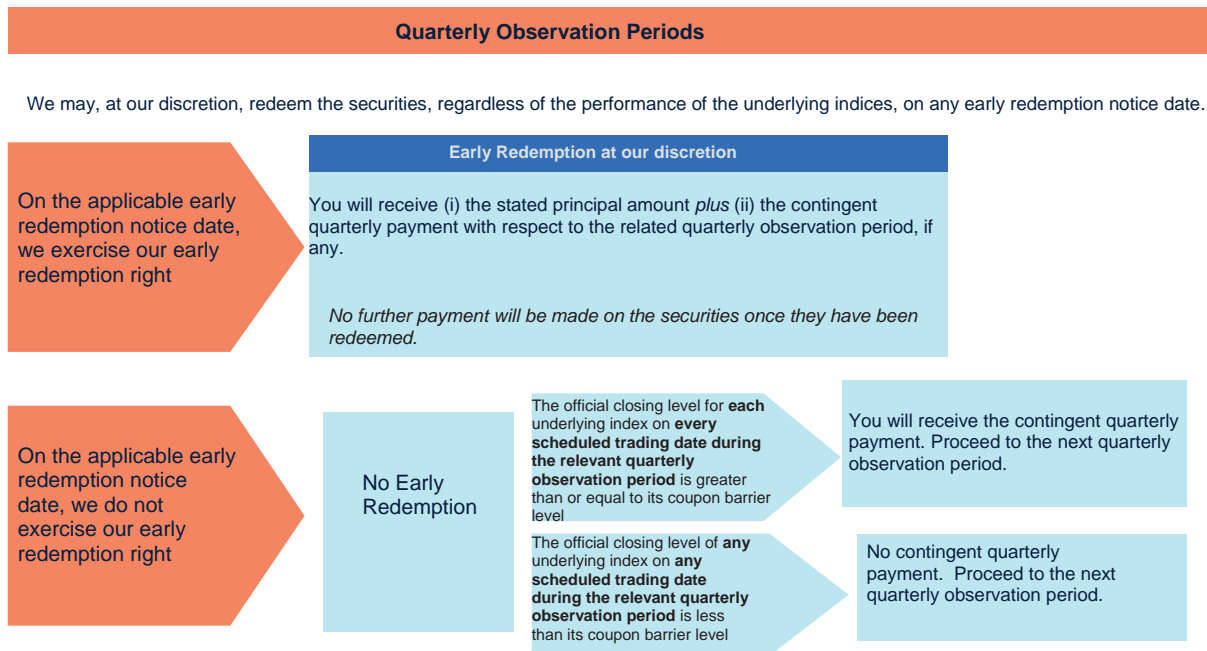 Quarterly Observation Periods
We may, at our discretion, redeem the securities, regardless of the performance of the underlying indices, on any early redemption notice date.
On the applicable early
redemption notice date,
we exercise our early
redemption right
Early Redemption at our discretion
You will receive (i) the stated principal amount plus (ii) the contingent
quarterly payment with respect to the related quarterly observation period, if
any.
No further payment will be made on the securities once they have been
redeemed.
On the applicable early
redemption notice
date, we do not
exercise our early
redemption right
No Early
Redemption
The official closing level for each
underlying index on every
scheduled trading date during
the relevant quarterly
observation period is greater
than or equal to its coupon barrier
level
You will receive the contingent quarterly
payment. Proceed to the next quarterly
observation period.
The official closing level of any
underlying index on any
scheduled trading date
during the relevant quarterly
observation period is less
than its coupon barrier level
No contingent quarterly
payment. Proceed to the next
quarterly observation period.